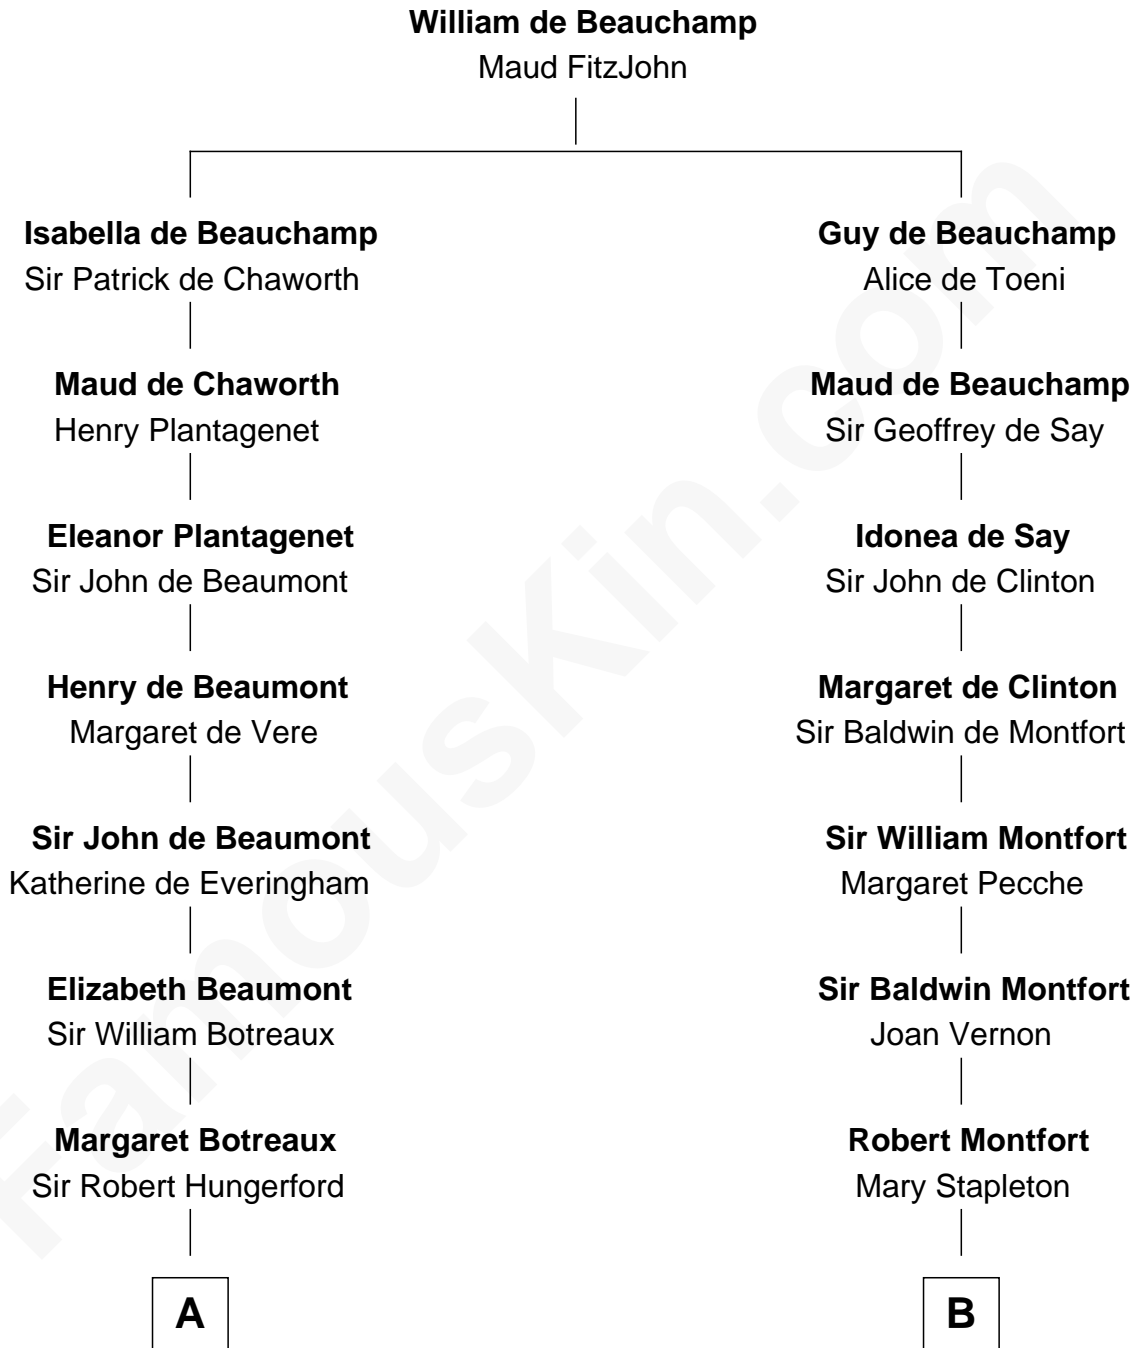 William de Beauchamp
Maud FitzJohn
Isabella de Beauchamp
Sir Patrick de Chaworth
Guy de Beauchamp
Alice de Toeni
Maud de Chaworth
Henry Plantagenet
Maud de Beauchamp
Sir Geoffrey de Say
Eleanor Plantagenet
Sir John de Beaumont
Idonea de Say
Sir John de Clinton
Henry de Beaumont
Margaret de Vere
Margaret de Clinton
Sir Baldwin de Montfort
Sir John de Beaumont
Katherine de Everingham
Sir William Montfort
Margaret Pecche
Elizabeth Beaumont
Sir William Botreaux
Sir Baldwin Montfort
Joan Vernon
Margaret Botreaux
Sir Robert Hungerford
Robert Montfort
Mary Stapleton
A
B
FamousKin.com